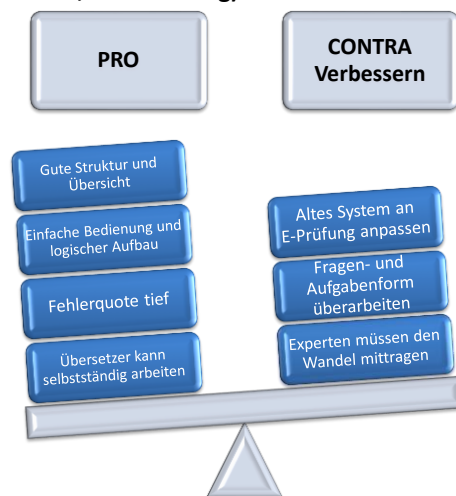 PRO
CONTRA
Verbessern
Gute Struktur und
Übersicht
Einfache Bedienung und
logischer Aufbau
Fehlerquote tief
Übersetzer kann
selbstständig arbeiten
Altes System an
E-Prüfung anpassen
Fragen- und
Aufgabenform
überarbeiten
Experten müssen den
Wandel mittragen